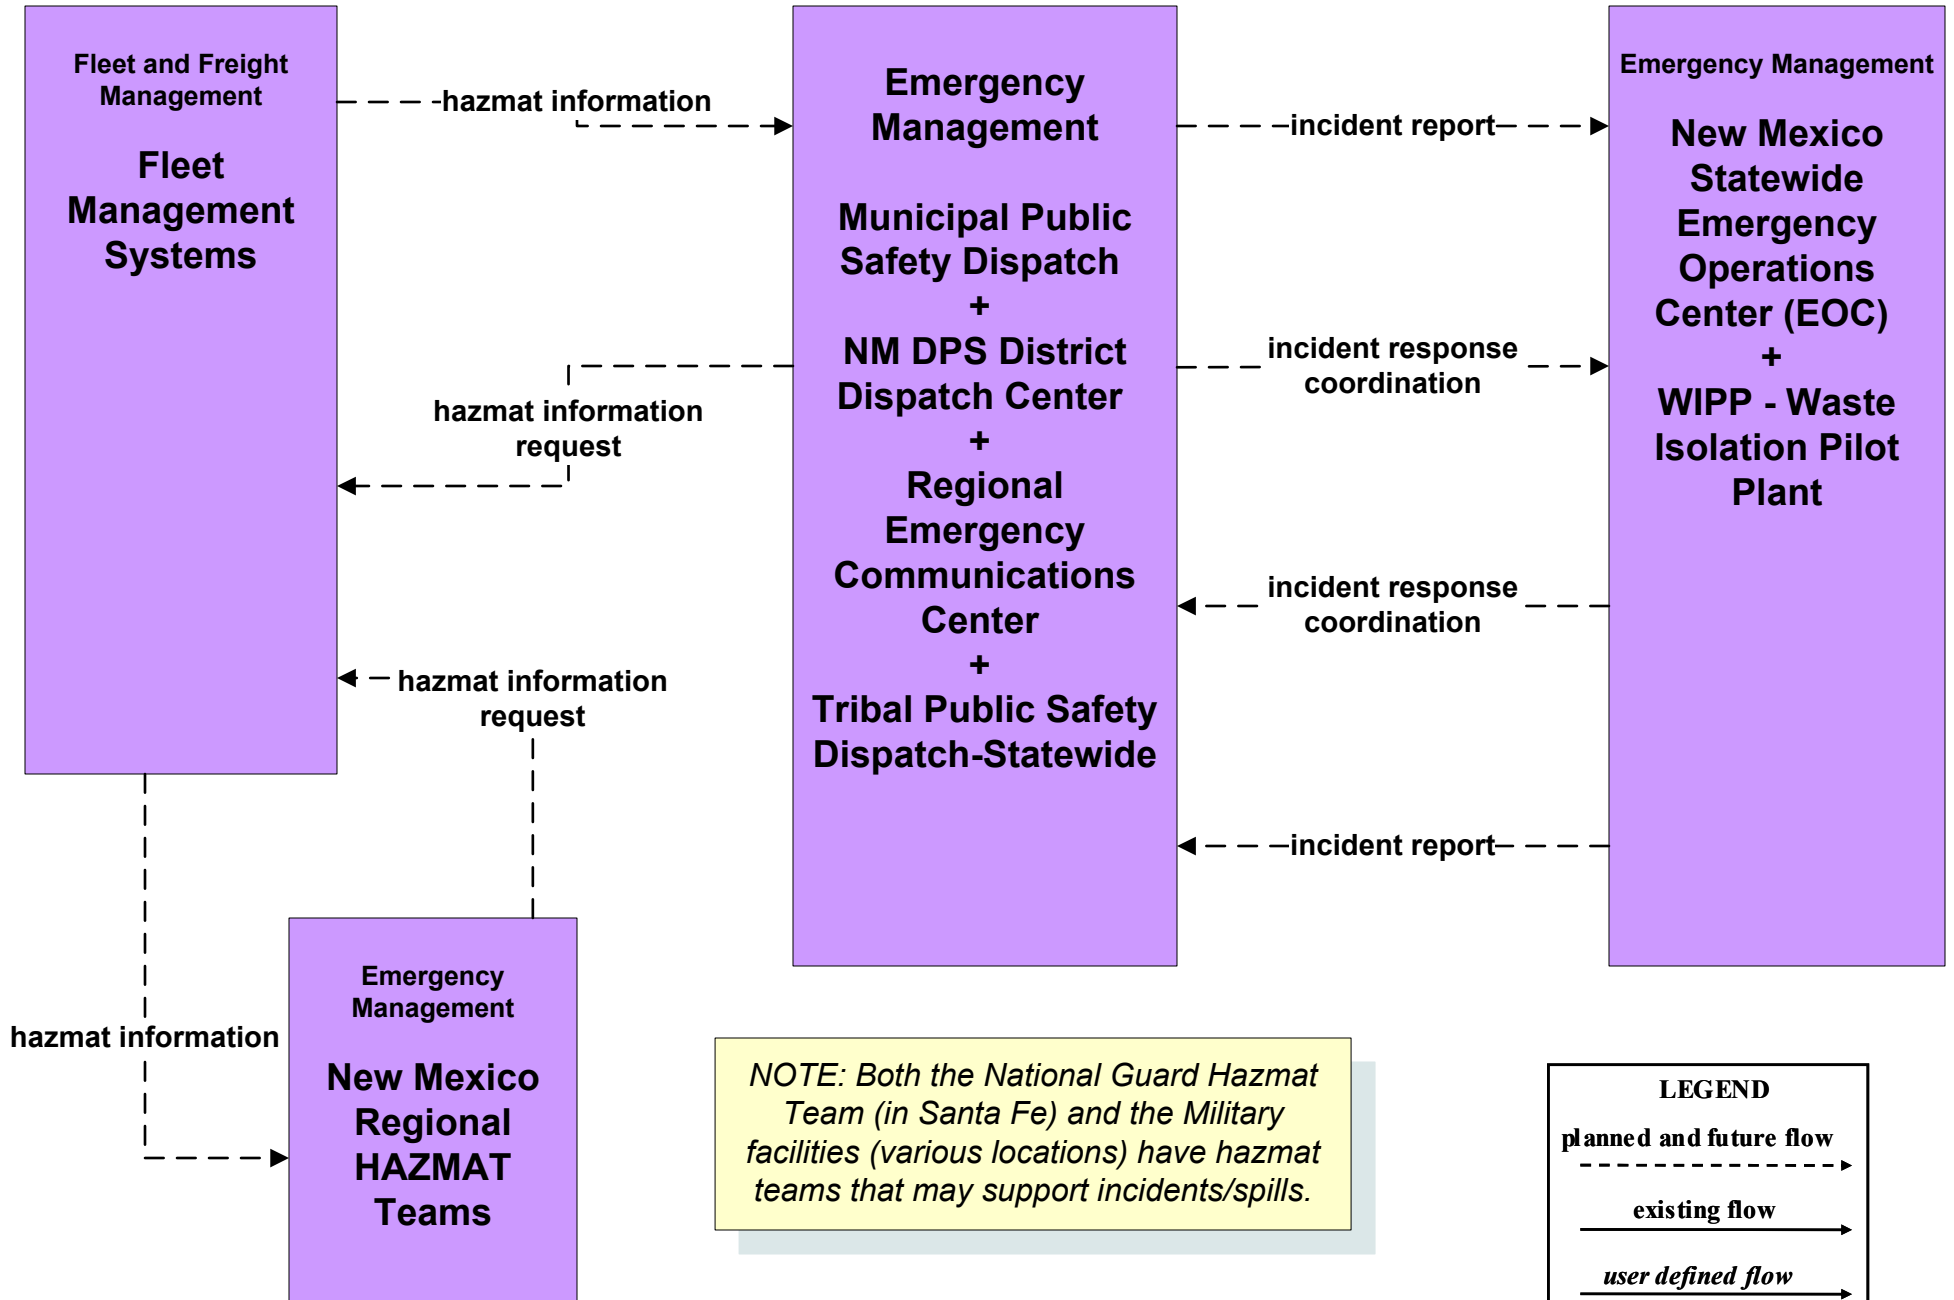 Fleet and Freight
Management
Fleet
Management
Systems
hazmat information
Emergency
Management
Municipal Public
Safety Dispatch
+
NM DPS District
Dispatch Center
+
Regional
Emergency
Communications
Center
+
Tribal Public Safety
Dispatch-Statewide
incident report
Emergency Management
New Mexico
Statewide
Emergency
Operations
Center (EOC)
+
WIPP - Waste
Isolation Pilot
Plant
incident response
coordination
hazmat information
request
incident response
coordination
hazmat information
request
incident report
hazmat information
Emergency
Management
New Mexico
Regional
HAZMAT
Teams
NOTE: Both the National Guard Hazmat
Team (in Santa Fe) and the Military
facilities (various locations) have hazmat
teams that may support incidents/spills.
LEGEND
planned and future flow
existing flow
user defined flow